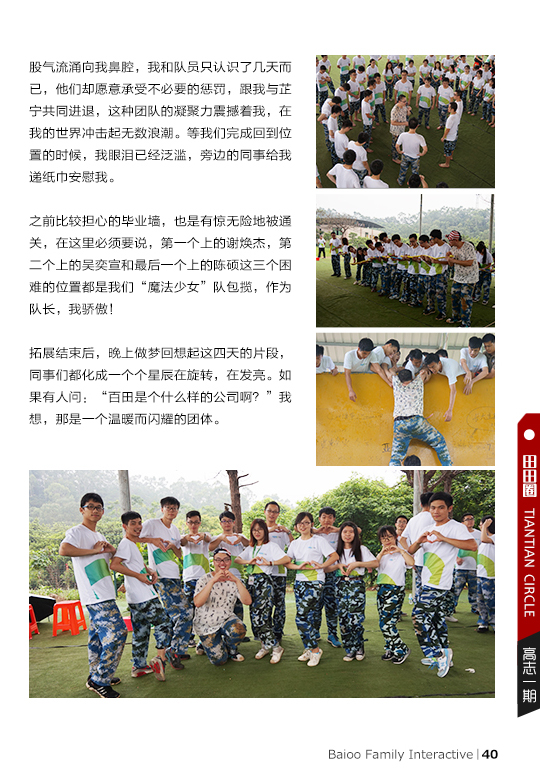 股气流涌向我鼻腔，我和队员只认识了几天而
已，他们却愿意承受不必要的惩罚，跟我与芷
宁共同进退，这种团队的凝聚力震撼着我，在
我的世界冲击起无数浪潮。等我们完成回到位
置的时候，我眼泪已经泛滥，旁边的同事给我
递纸巾安慰我。
之前比较担心的毕业墙，也是有惊无险地被通
关，在这里必须要说，第一个上的谢焕杰，第
二个上的吴奕宣和最后一个上的陈硕这三个困
难的位置都是我们“魔法少女”队包揽，作为
队长，我骄傲！
拓展结束后，晚上做梦回想起这四天的片段，
同事们都化成一个个星辰在旋转，在发亮。如
果有人问：“百田是个什么样的公司啊？”我
想，那是一个温暖而闪耀的团体。
田田圈 TIANTIAN CIRCLE
高志一期
Baioo Family Interactive | 40